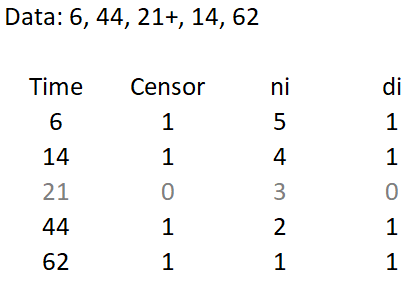 Data: 6, 44, 21+, 14, 62
Time Censor ni di
6 1 5 1
14 1 4 1
21 0 3 0
44 1 2 1
62 1 1 1